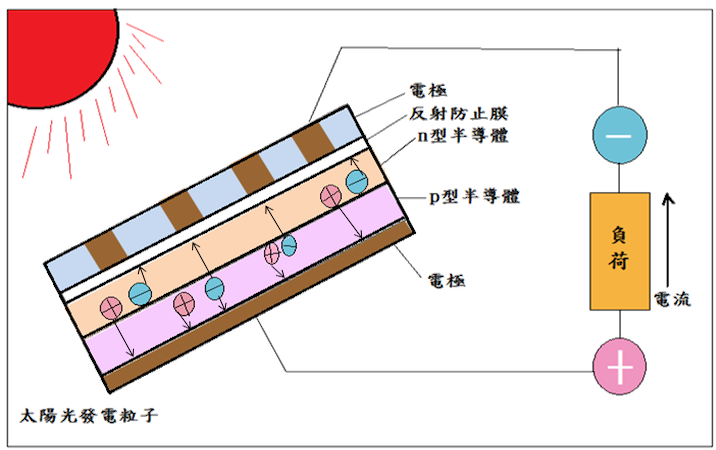 電極
反射防止膜
n型半導體
p型半導體
電極
負荷
電流
太陽光發電粒子